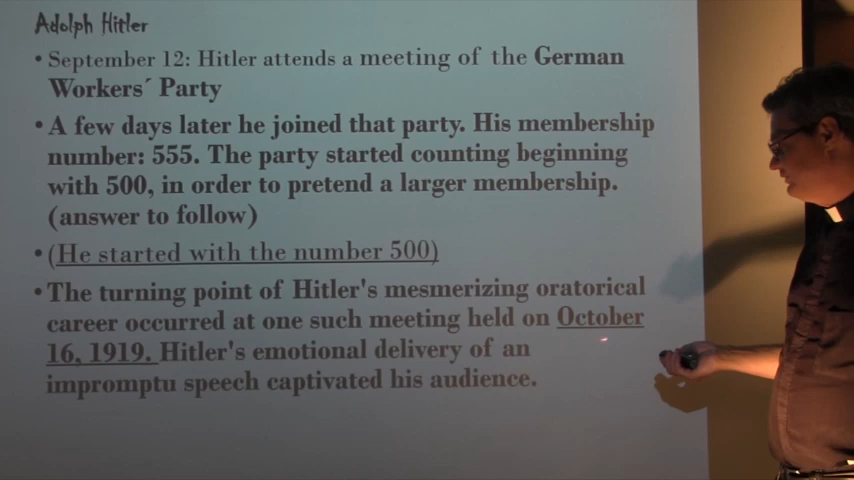 Adolph Hitler
• September 12: Hitler attends a meeting of the German
Workers´ Party
• A few days later he joined that party. His membership
number: 555. The party started counting beginning
with 500, in order to pretend a larger membership.
(answer to follow)
• (He started with the number 500)
• The turning point of Hitler's mesmerizing oratorical
career occurred at one such meeting held on October
16, 1919. Hitler's emotional delivery of an
impromptu speech captivated his audience.